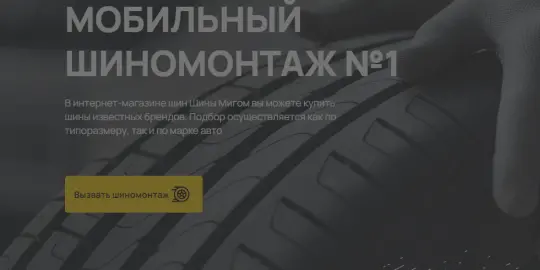 МОБИЛЬНЫЙ
ШИНОМОНТАЖ №1
В интернет-магазине шин Шины Мигом вы можете купить
шины известных брендов. Подбор осуществляется как по
типоразмеру, так и по марке авто
Вызвать шиномонтаж